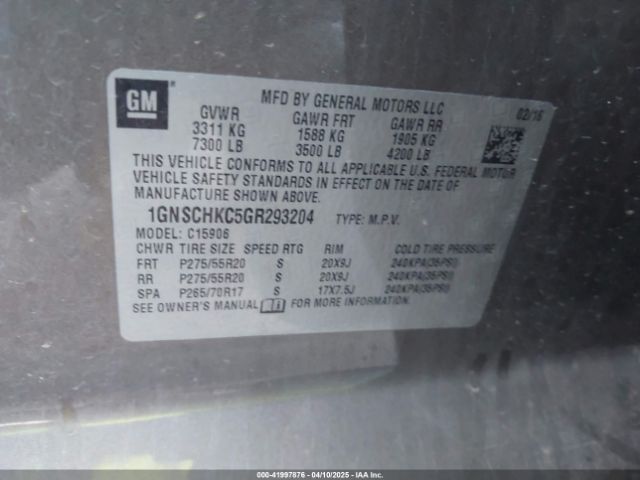 GM
MFD BY GENERAL MOTORS LLC
02/16
GVWR GAWR FRT GAWR RR
3311 KG 1588 KG 1905 KG
7300 LB 3500 LB 4200 LB
THIS VEHICLE CONFORMS TO ALL APPLICABLE U.S. FEDERAL MOTOR
VEHICLE SAFETY STANDARDS IN EFFECT ON THE DATE OF
MANUFACTURE SHOWN ABOVE.
1GNSCHKC5GR293204 TYPE: M.P.V.
MODEL: C15906
CHWR TIRE SIZE SPEED RTG RIM COLD TIRE PRESSURE
FRT P275/55R20 S 20X9J 240KPA(35PSI)
RR P275/55R20 S 20X9J 240KPA(35PSI)
SPA P265/70R17 S 17X7.5J 240KPA(35PSI)
SEE OWNER'S MANUAL FOR MORE INFORMATION.
000-41997876 - 04/10/2025 - IAA Inc.